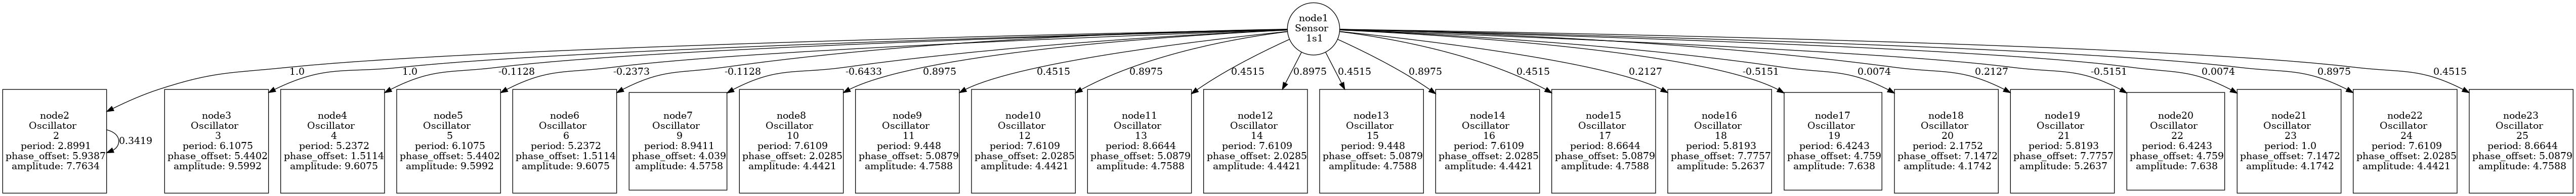 node1
Sensor
1s1
1.0
1.0
-0.1128
-0.2373
-0.1128
-0.6433
0.8975
0.4515
0.8975
0.4515
0.8975
0.4515
0.8975
0.4515
0.2127
-0.5151
0.0074
0.2127
-0.5151
0.0074
0.8975
0.4515
node2
Oscillator
2
period: 2.8991
phase_offset: 5.9387
amplitude: 7.7634
0.3419
node3
Oscillator
3
period: 6.1075
phase_offset: 5.4402
amplitude: 9.5992
node4
Oscillator
4
period: 5.2372
phase_offset: 1.5114
amplitude: 9.6075
node5
Oscillator
5
period: 6.1075
phase_offset: 5.4402
amplitude: 9.5992
node6
Oscillator
6
period: 5.2372
phase_offset: 1.5114
amplitude: 9.6075
node7
Oscillator
9
period: 8.9411
phase_offset: 4.039
amplitude: 4.5758
node8
Oscillator
10
period: 7.6109
phase_offset: 2.0285
amplitude: 4.4421
node9
Oscillator
11
period: 9.448
phase_offset: 5.0879
amplitude: 4.7588
node10
Oscillator
12
period: 7.6109
phase_offset: 2.0285
amplitude: 4.4421
node11
Oscillator
13
period: 8.6644
phase_offset: 5.0879
amplitude: 4.7588
node12
Oscillator
14
period: 7.6109
phase_offset: 2.0285
amplitude: 4.4421
node13
Oscillator
15
period: 9.448
phase_offset: 5.0879
amplitude: 4.7588
node14
Oscillator
16
period: 7.6109
phase_offset: 2.0285
amplitude: 4.4421
node15
Oscillator
17
period: 8.6644
phase_offset: 5.0879
amplitude: 4.7588
node16
Oscillator
18
period: 5.8193
phase_offset: 7.7757
amplitude: 5.2637
node17
Oscillator
19
period: 6.4243
phase_offset: 4.759
amplitude: 7.638
node18
Oscillator
20
period: 2.1752
phase_offset: 7.1472
amplitude: 4.1742
node19
Oscillator
21
period: 5.8193
phase_offset: 7.7757
amplitude: 5.2637
node20
Oscillator
22
period: 6.4243
phase_offset: 4.759
amplitude: 7.638
node21
Oscillator
23
period: 1.0
phase_offset: 7.1472
amplitude: 4.1742
node22
Oscillator
24
period: 7.6109
phase_offset: 2.0285
amplitude: 4.4421
node23
Oscillator
25
period: 8.6644
phase_offset: 5.0879
amplitude: 4.7588